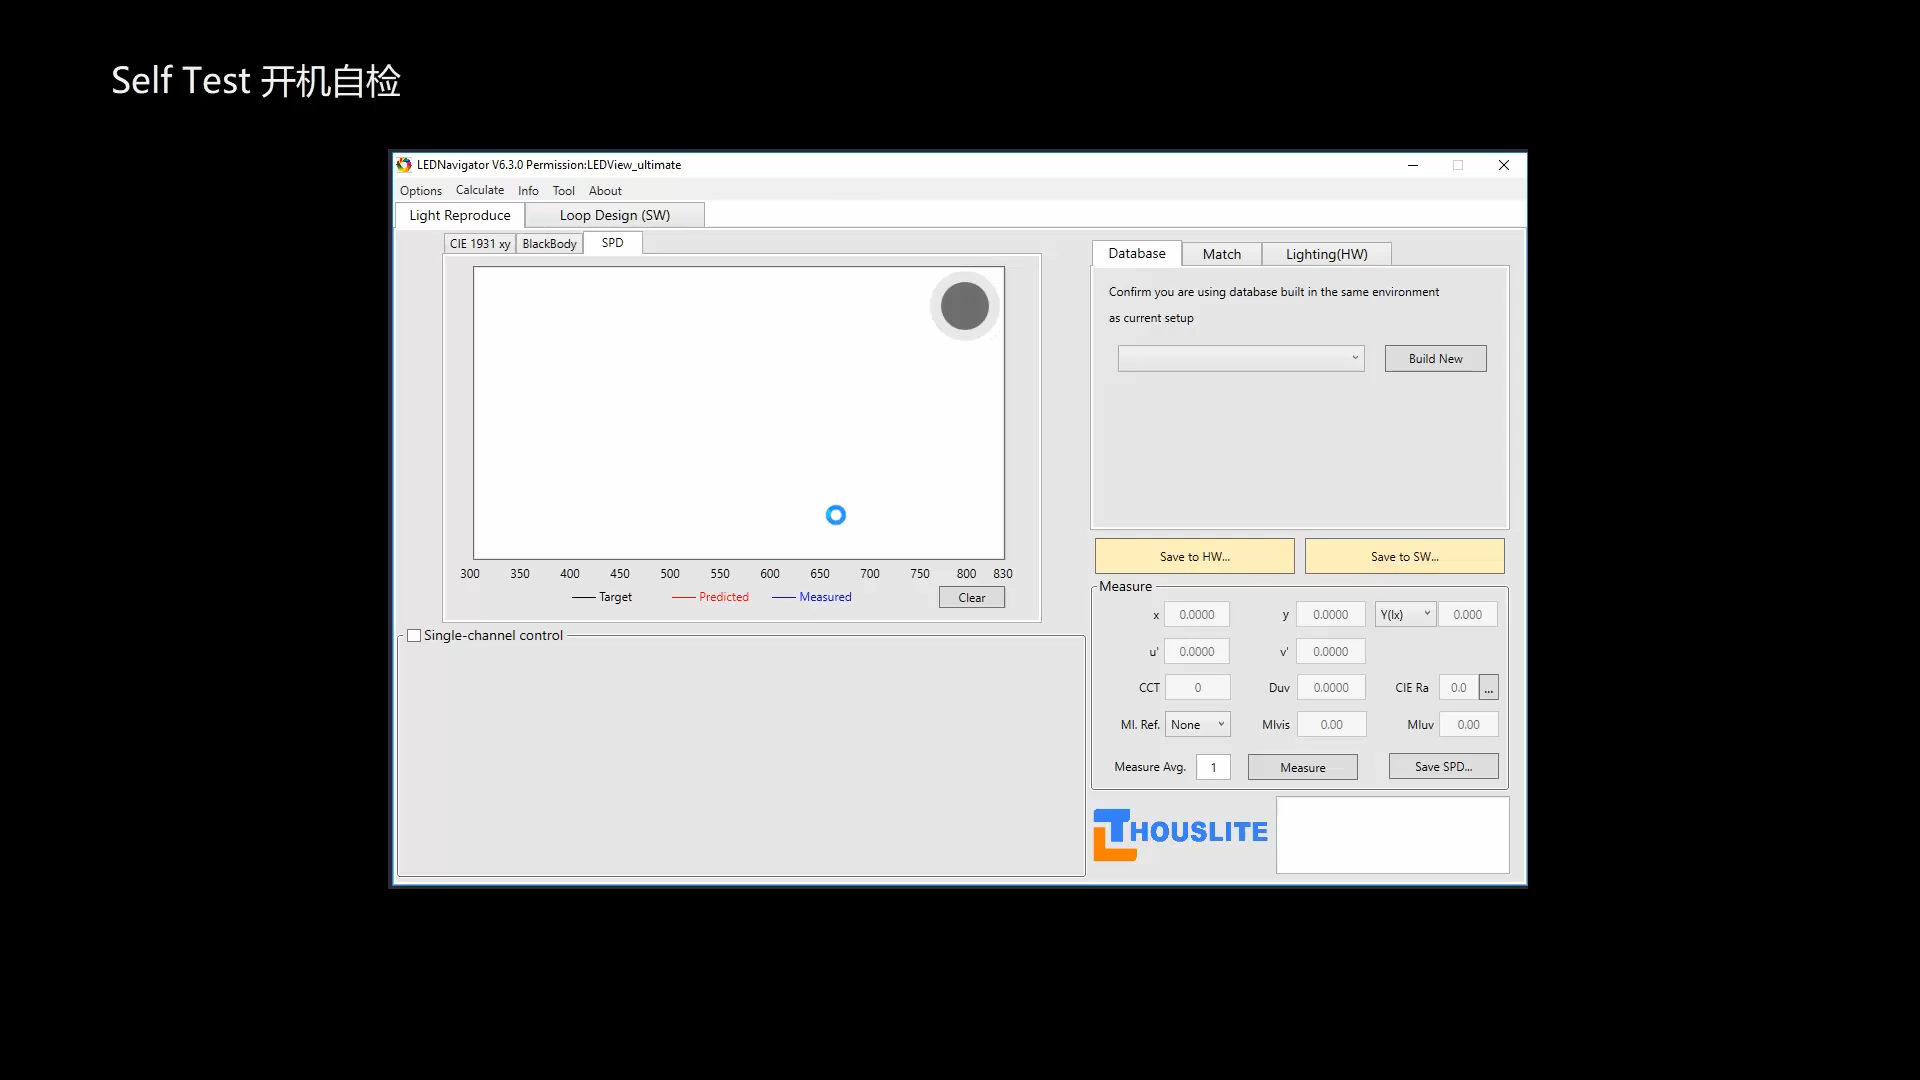 Self Test 开机自检
LEDNavigator V6.3.0 Permission:LEDView_ultimate
Options Calculate Info Tool About
Light Reproduce Loop Design (SW)
CIE 1931 xy BlackBody SPD
300 350 400 450 500 550 600 650 700 750 800 830
Target Predicted Measured Clear
Single-channel control
Database Match Lighting(HW)
Confirm you are using database built in the same environment
as current setup
Build New
Save to HW... Save to SW...
Measure
x 0.0000 y 0.0000 Y(lx) 0.000
u' 0.0000 v' 0.0000
CCT 0 Duv 0.0000 CIE Ra 0.0 ...
MI. Ref. None MIvis 0.00 MIuv 0.00
Measure Avg. 1 Measure Save SPD...
THOUSLITE